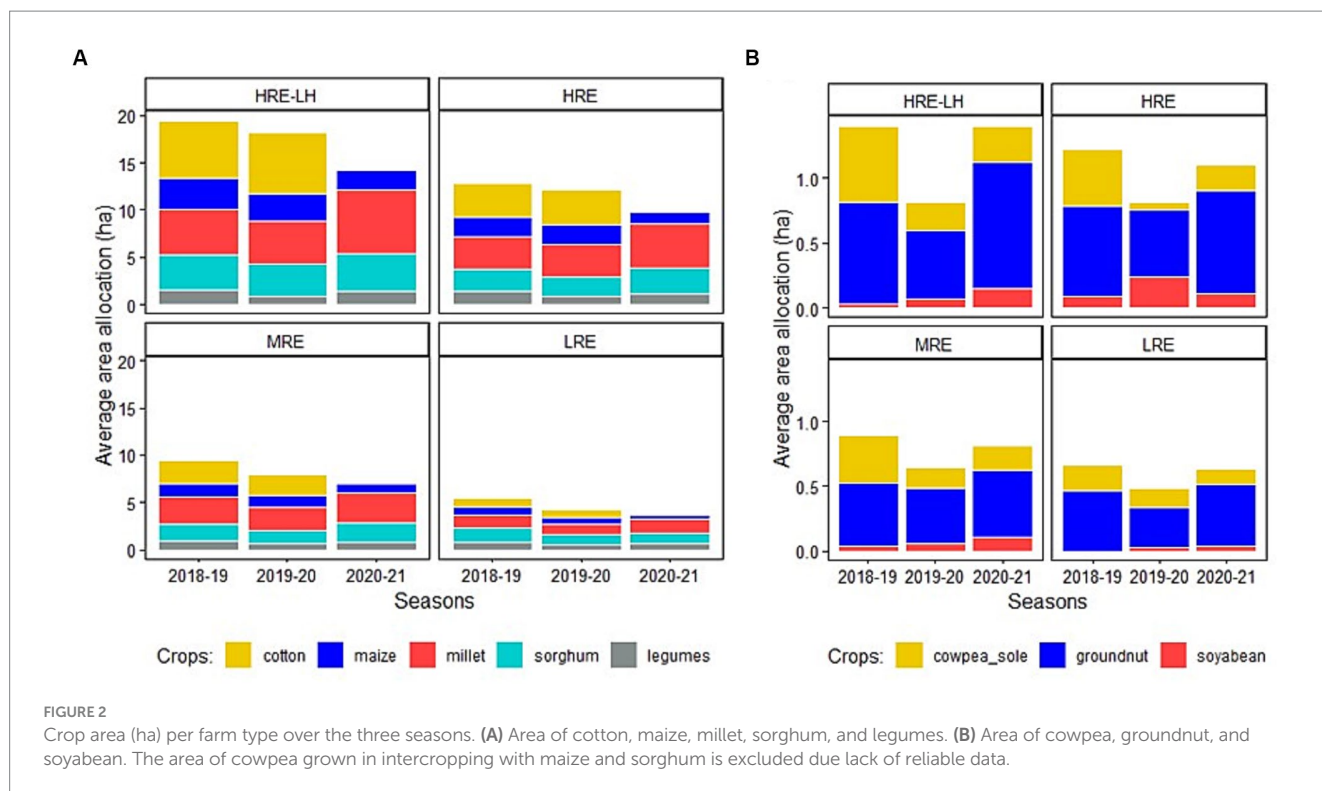 A
HRE-LH
HRE
20
15
10
5
0
MRE
LRE
20
15
10
5
0
Average area allocation (ha)
2018-19 2019-20 2020-21
2018-19 2019-20 2020-21
Seasons
Crops: cotton maize millet sorghum legumes
B
HRE-LH
HRE
1.0
0.5
0.0
MRE
LRE
1.0
0.5
0.0
Average area allocation (ha)
2018-19 2019-20 2020-21
2018-19 2019-20 2020-21
Seasons
Crops: cowpea_sole groundnut soyabean
FIGURE 2
Crop area (ha) per farm type over the three seasons. (A) Area of cotton, maize, millet, sorghum, and legumes. (B) Area of cowpea, groundnut, and
soyabean. The area of cowpea grown in intercropping with maize and sorghum is excluded due lack of reliable data.